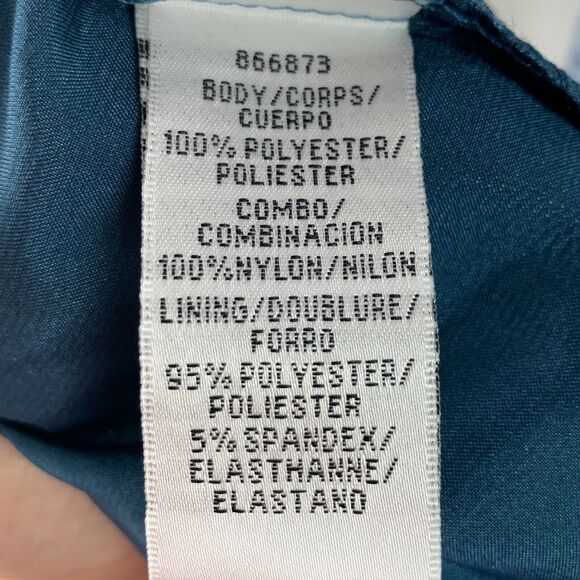 866873
BODY/CORPS/
CUERPO
100% POLYESTER/
POLIESTER
COMBO/
COMBINACION
100%NYLON/NILON
LINING/DOUBLURE/
FORRO
95% POLYESTER/
POLIESTER
5% SPANDEX/
ELASTHANNE/
ELASTANO